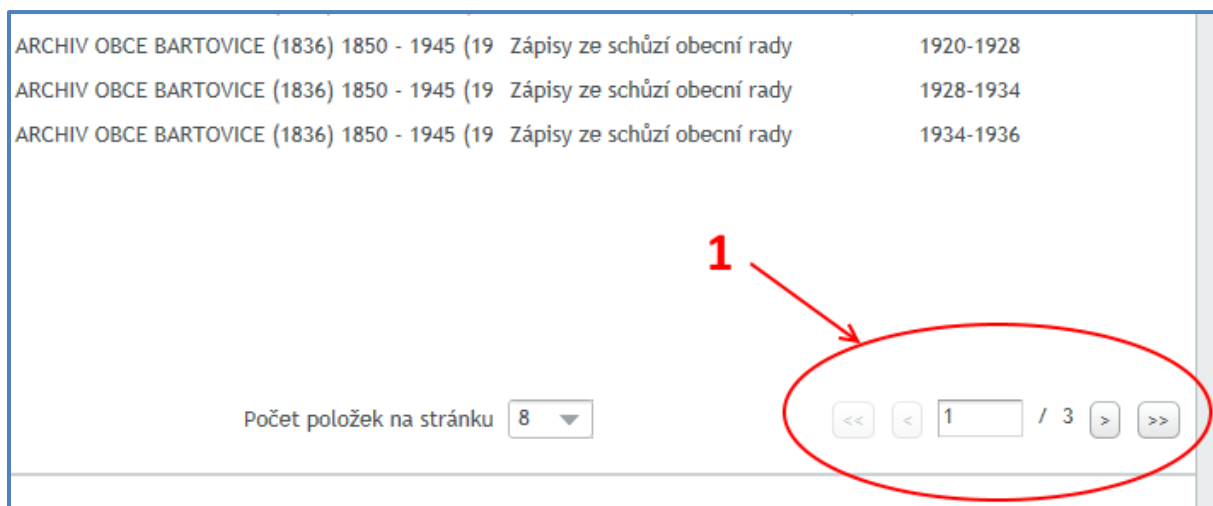 ARCHIV OBCE BARTOVICE (1836) 1850 - 1945 (19 Zápisy ze schůzí obecní rady 1920-1928
ARCHIV OBCE BARTOVICE (1836) 1850 - 1945 (19 Zápisy ze schůzí obecní rady 1928-1934
ARCHIV OBCE BARTOVICE (1836) 1850 - 1945 (19 Zápisy ze schůzí obecní rady 1934-1936
1
Počet položek na stránku 8 << < 1 / 3 > >>